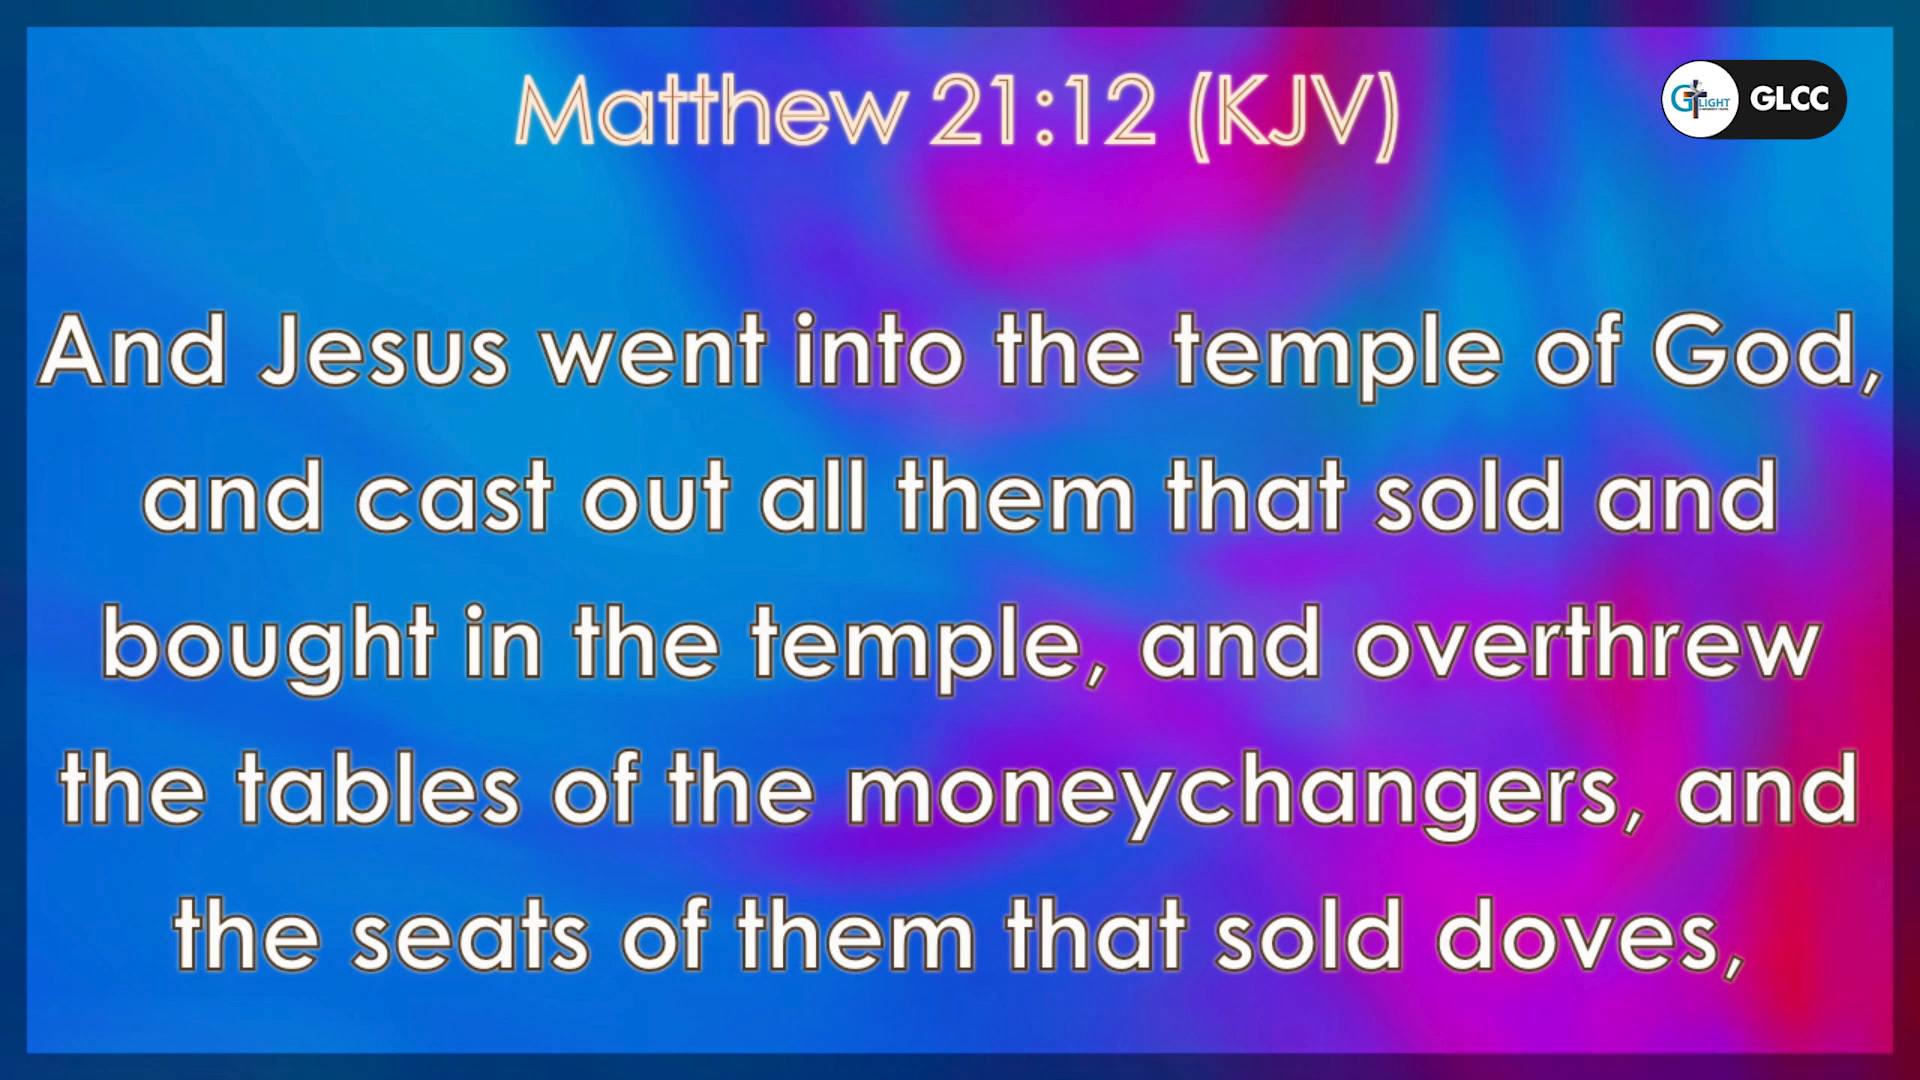 Matthew 21:12 (KJV)
GLIGHT
GLCC
And Jesus went into the temple of God,
and cast out all them that sold and
bought in the temple, and overthrew
the tables of the moneychangers, and
the seats of them that sold doves,